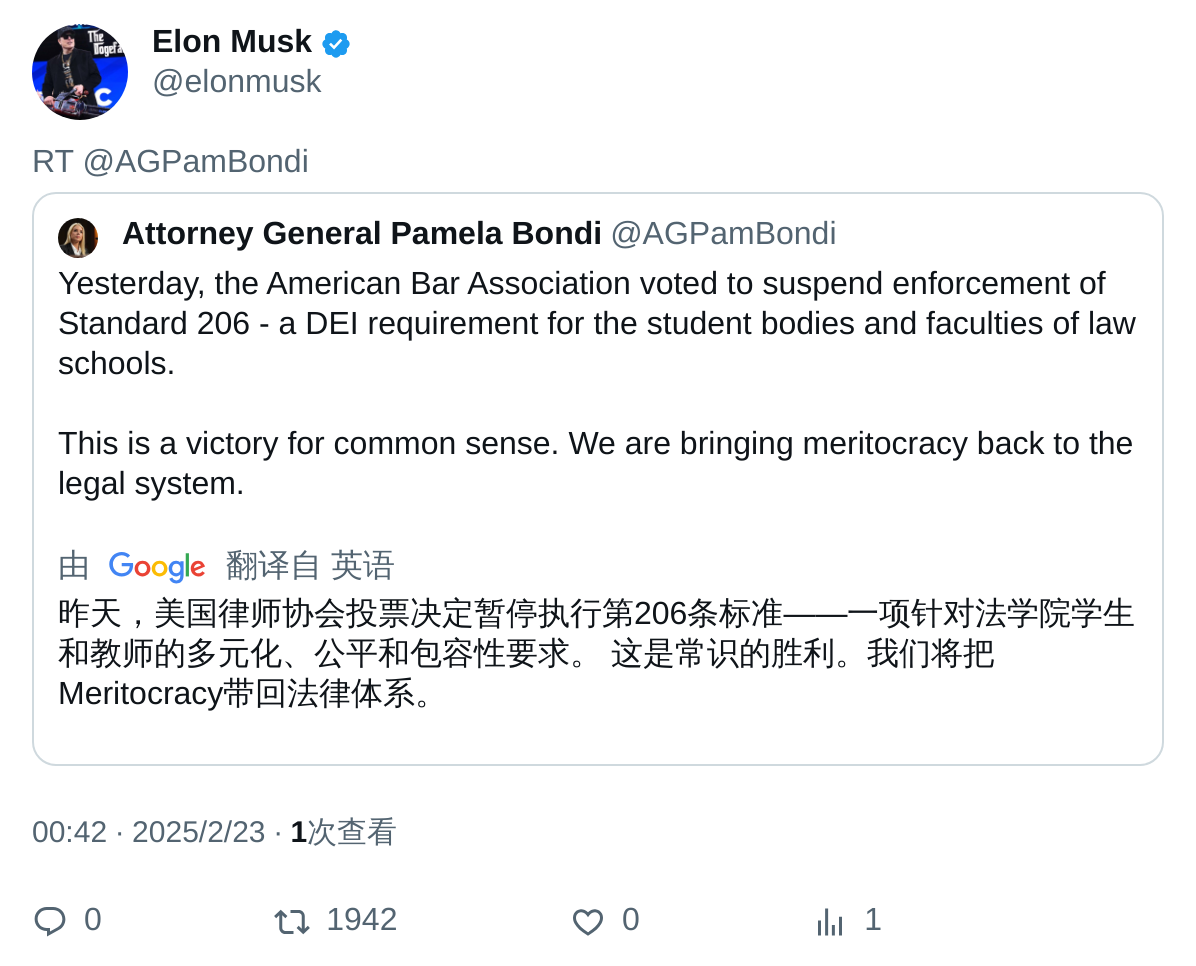 The
Dogefa
C
Elon Musk
@elonmusk
RT @AGPamBondi
Attorney General Pamela Bondi @AGPamBondi
Yesterday, the American Bar Association voted to suspend enforcement of
Standard 206 - a DEI requirement for the student bodies and faculties of law
schools.
This is a victory for common sense. We are bringing meritocracy back to the
legal system.
由 Google 翻译自 英语
昨天，美国律师协会投票决定暂停执行第206条标准——一项针对法学院学生
和教师的多元化、公平和包容性要求。 这是常识的胜利。我们将把
Meritocracy带回法律体系。
00:42 · 2025/2/23 · 1次查看
0 1942 0 1